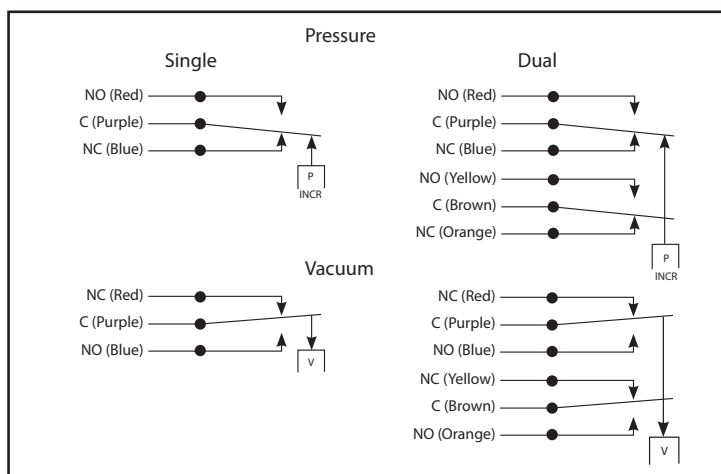 Pressure
Single
NO (Red)
C (Purple)
NC (Blue)
P
INCR
Dual
NO (Red)
C (Purple)
NC (Blue)
NO (Yellow)
C (Brown)
NC (Orange)
P
INCR
Vacuum
NC (Red)
C (Purple)
NO (Blue)
V
NC (Red)
C (Purple)
NO (Blue)
NC (Yellow)
C (Brown)
NO (Orange)
V